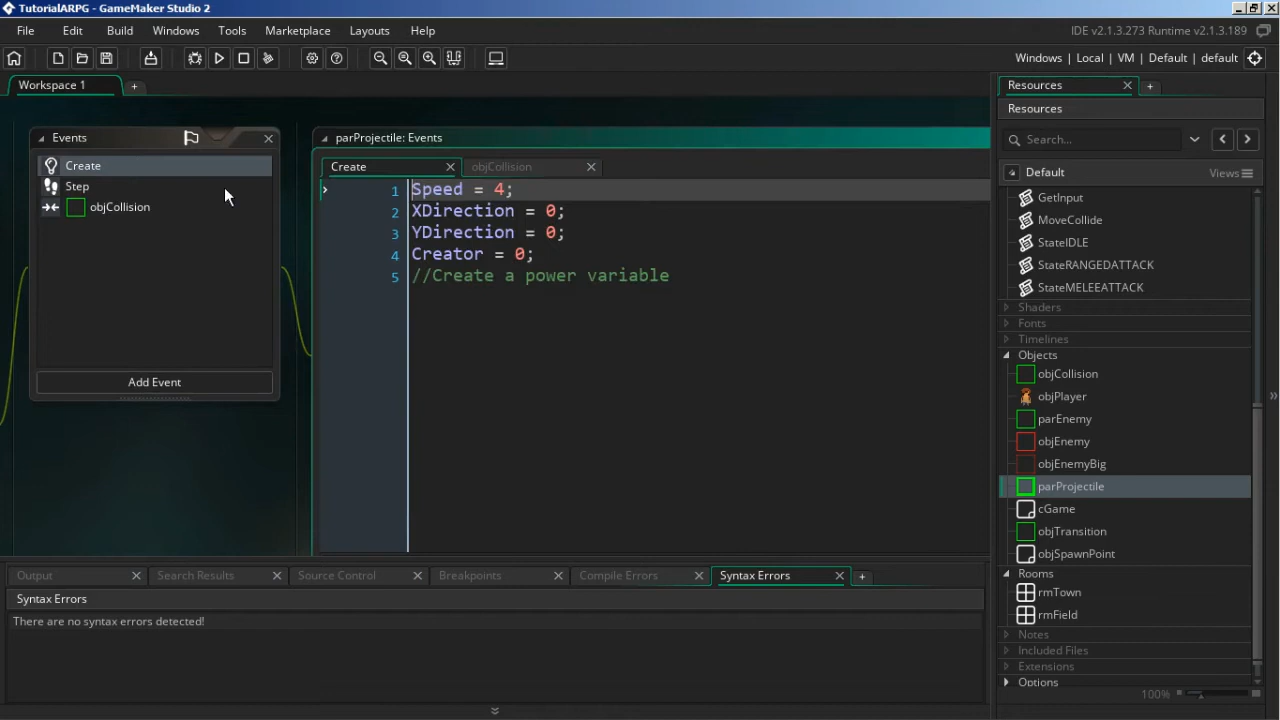 TutorialARPG - GameMaker Studio 2
File Edit Build Windows Tools Marketplace Layouts Help
IDE v2.1.3.273 Runtime v2.1.3.189
Windows | Local | VM | Default | default
Workspace 1 +
Resources +
Resources
Events
Create
Step
objCollision
Add Event
parProjectile: Events
Create objCollision
1 Speed = 4;
2 XDirection = 0;
3 YDirection = 0;
4 Creator = 0;
5 //Create a power variable
Search...
Default Views
GetInput
MoveCollide
StateIDLE
StateRANGEDATTACK
StateMELEEATTACK
Shaders
Fonts
Timelines
Objects
objCollision
objPlayer
parEnemy
objEnemy
objEnemyBig
parProjectile
cGame
objTransition
objSpawnPoint
Rooms
rmTown
rmField
Notes
Included Files
Extensions
Options
100%
Output Search Results Source Control Breakpoints Compile Errors Syntax Errors +
Syntax Errors
There are no syntax errors detected!